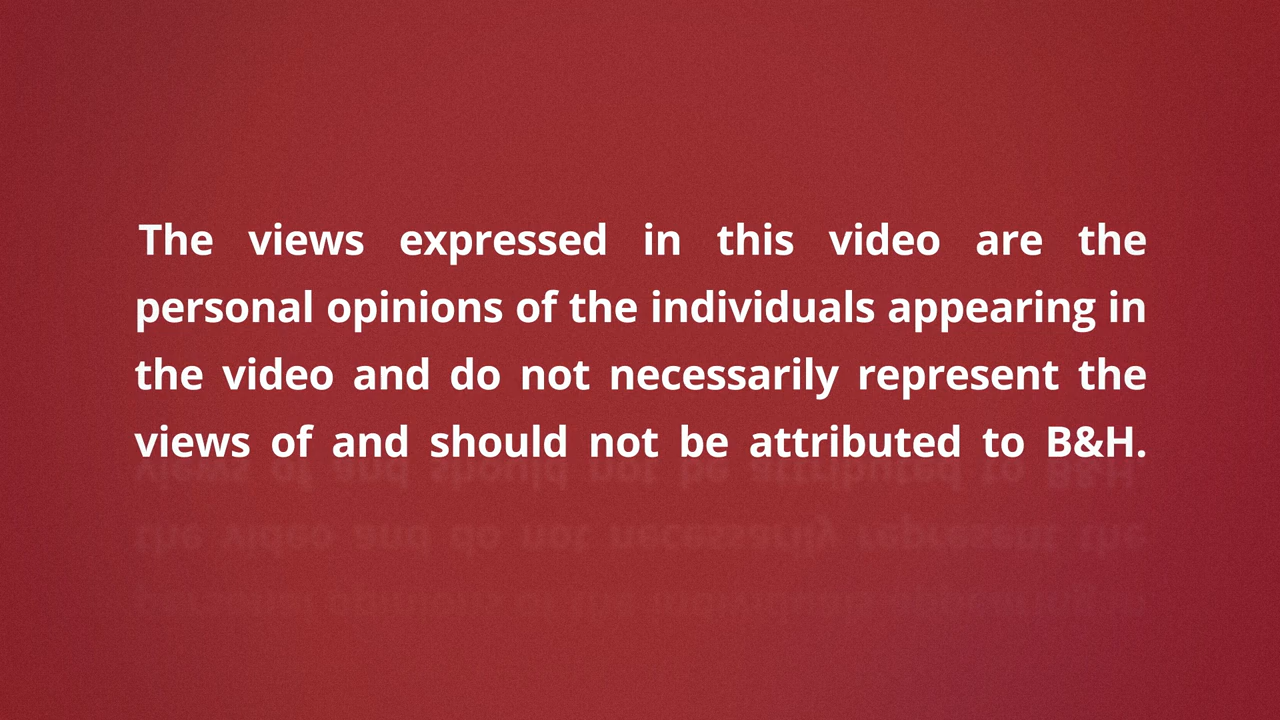 The views expressed in this video are the
personal opinions of the individuals appearing in
the video and do not necessarily represent the
views of and should not be attributed to B&H.